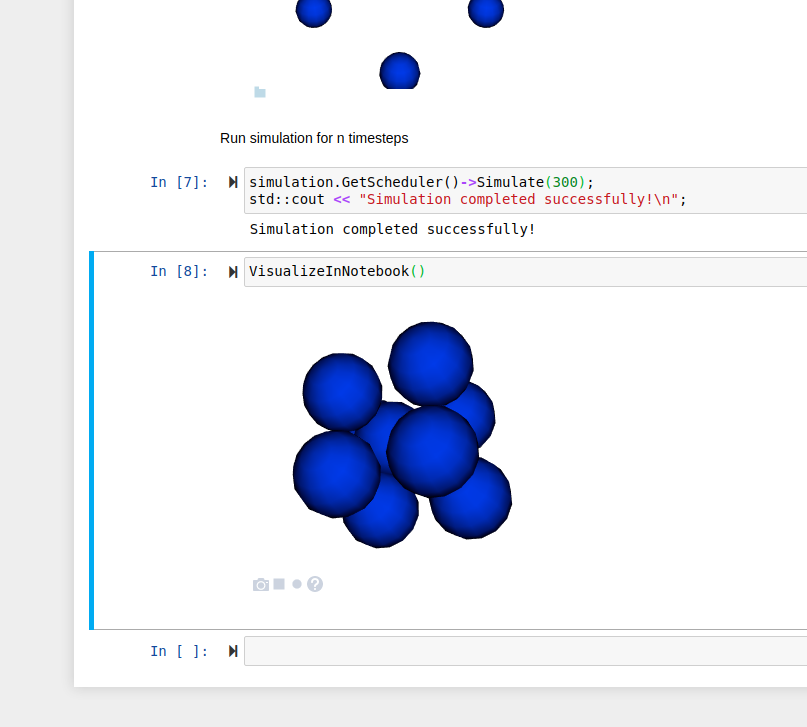 Run simulation for n timesteps
In [7]:
simulation.GetScheduler()->Simulate(300);
std::cout << "Simulation completed successfully!\n";
Simulation completed successfully!
In [8]:
VisualizeInNotebook()
?
In [ ]: